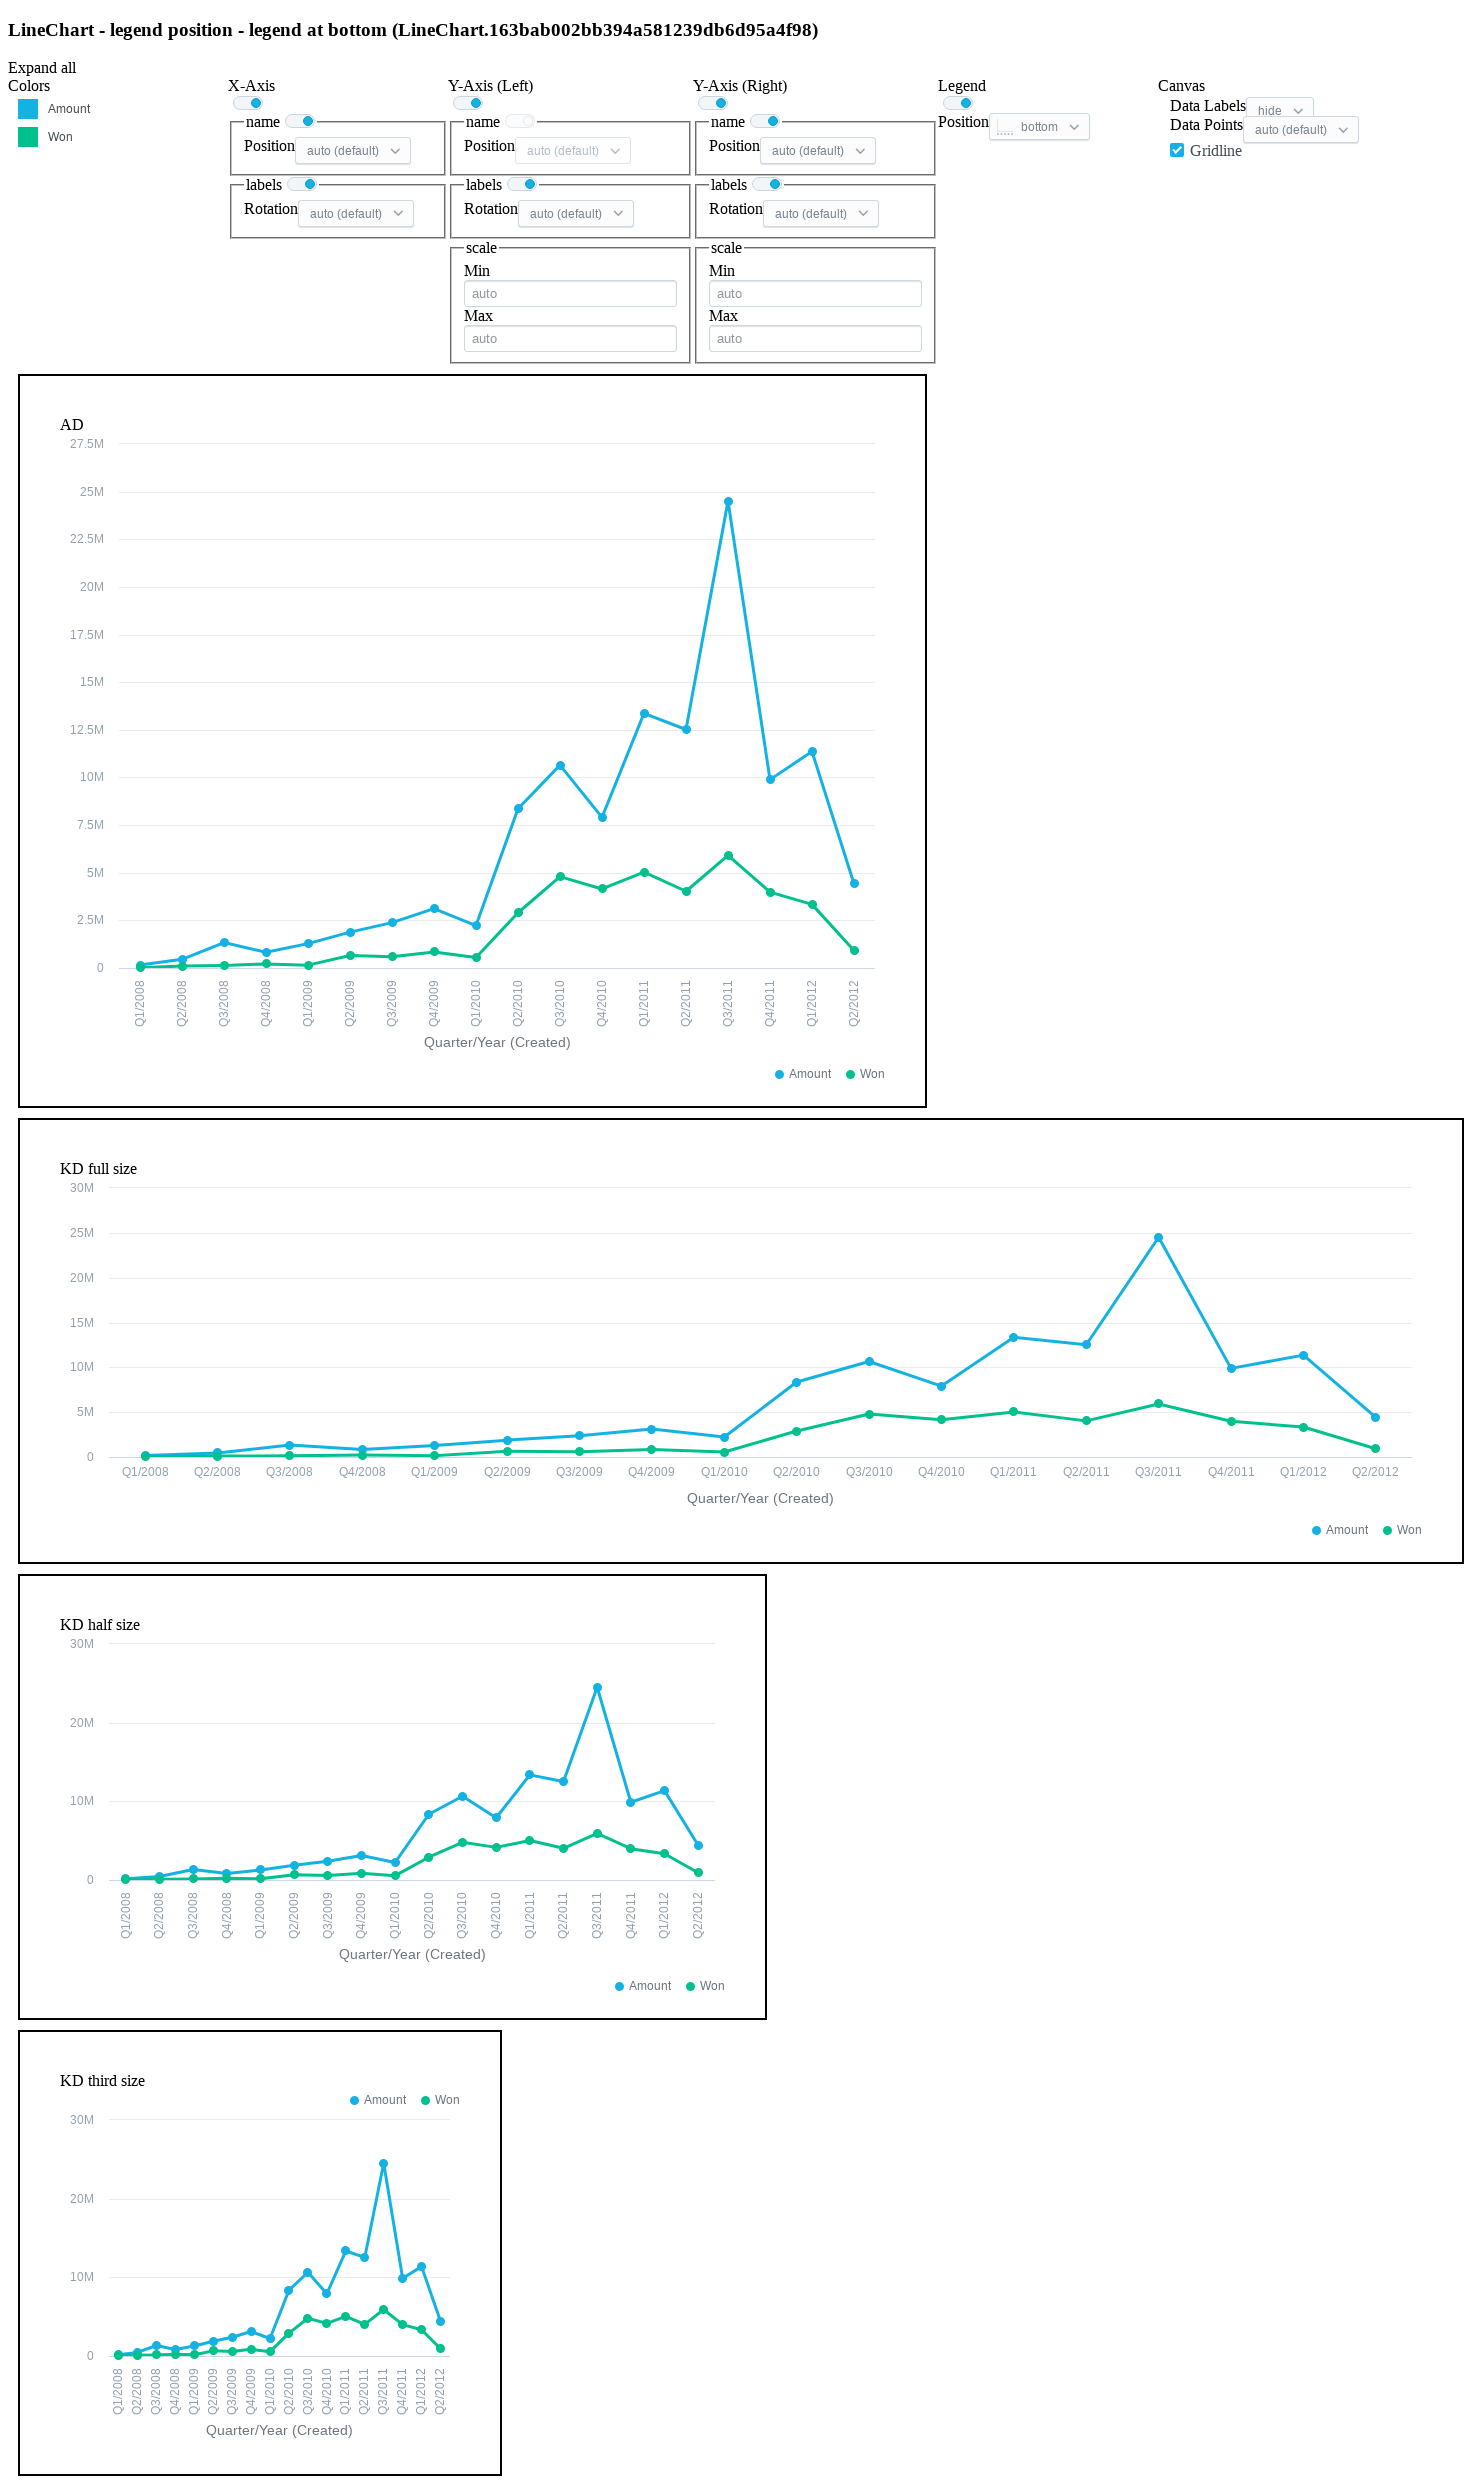 LineChart - legend position - legend at bottom (LineChart.163bab002bb394a581239db6d95a4f98)
Expand all
Colors
Amount
Won
X-Axis
name
Position auto (default)
labels
Rotation auto (default)
Y-Axis (Left)
name
Position auto (default)
labels
Rotation auto (default)
scale
Min
auto
Max
auto
Y-Axis (Right)
name
Position auto (default)
labels
Rotation auto (default)
scale
Min
auto
Max
auto
Legend
Position bottom
Canvas
Data Labels hide
Data Points auto (default)
Gridline
AD
27.5M
25M
22.5M
20M
17.5M
15M
12.5M
10M
7.5M
5M
2.5M
0
Q1/2008 Q2/2008 Q3/2008 Q4/2008 Q1/2009 Q2/2009 Q3/2009 Q4/2009 Q1/2010 Q2/2010 Q3/2010 Q4/2010 Q1/2011 Q2/2011 Q3/2011 Q4/2011 Q1/2012 Q2/2012
Quarter/Year (Created)
Amount Won
KD full size
30M
25M
20M
15M
10M
5M
0
Q1/2008 Q2/2008 Q3/2008 Q4/2008 Q1/2009 Q2/2009 Q3/2009 Q4/2009 Q1/2010 Q2/2010 Q3/2010 Q4/2010 Q1/2011 Q2/2011 Q3/2011 Q4/2011 Q1/2012 Q2/2012
Quarter/Year (Created)
Amount Won
KD half size
30M
20M
10M
0
Q1/2008 Q2/2008 Q3/2008 Q4/2008 Q1/2009 Q2/2009 Q3/2009 Q4/2009 Q1/2010 Q2/2010 Q3/2010 Q4/2010 Q1/2011 Q2/2011 Q3/2011 Q4/2011 Q1/2012 Q2/2012
Quarter/Year (Created)
Amount Won
KD third size
Amount Won
30M
20M
10M
0
Q1/2008 Q2/2008 Q3/2008 Q4/2008 Q1/2009 Q2/2009 Q3/2009 Q4/2009 Q1/2010 Q2/2010 Q3/2010 Q4/2010 Q1/2011 Q2/2011 Q3/2011 Q4/2011 Q1/2012 Q2/2012
Quarter/Year (Created)